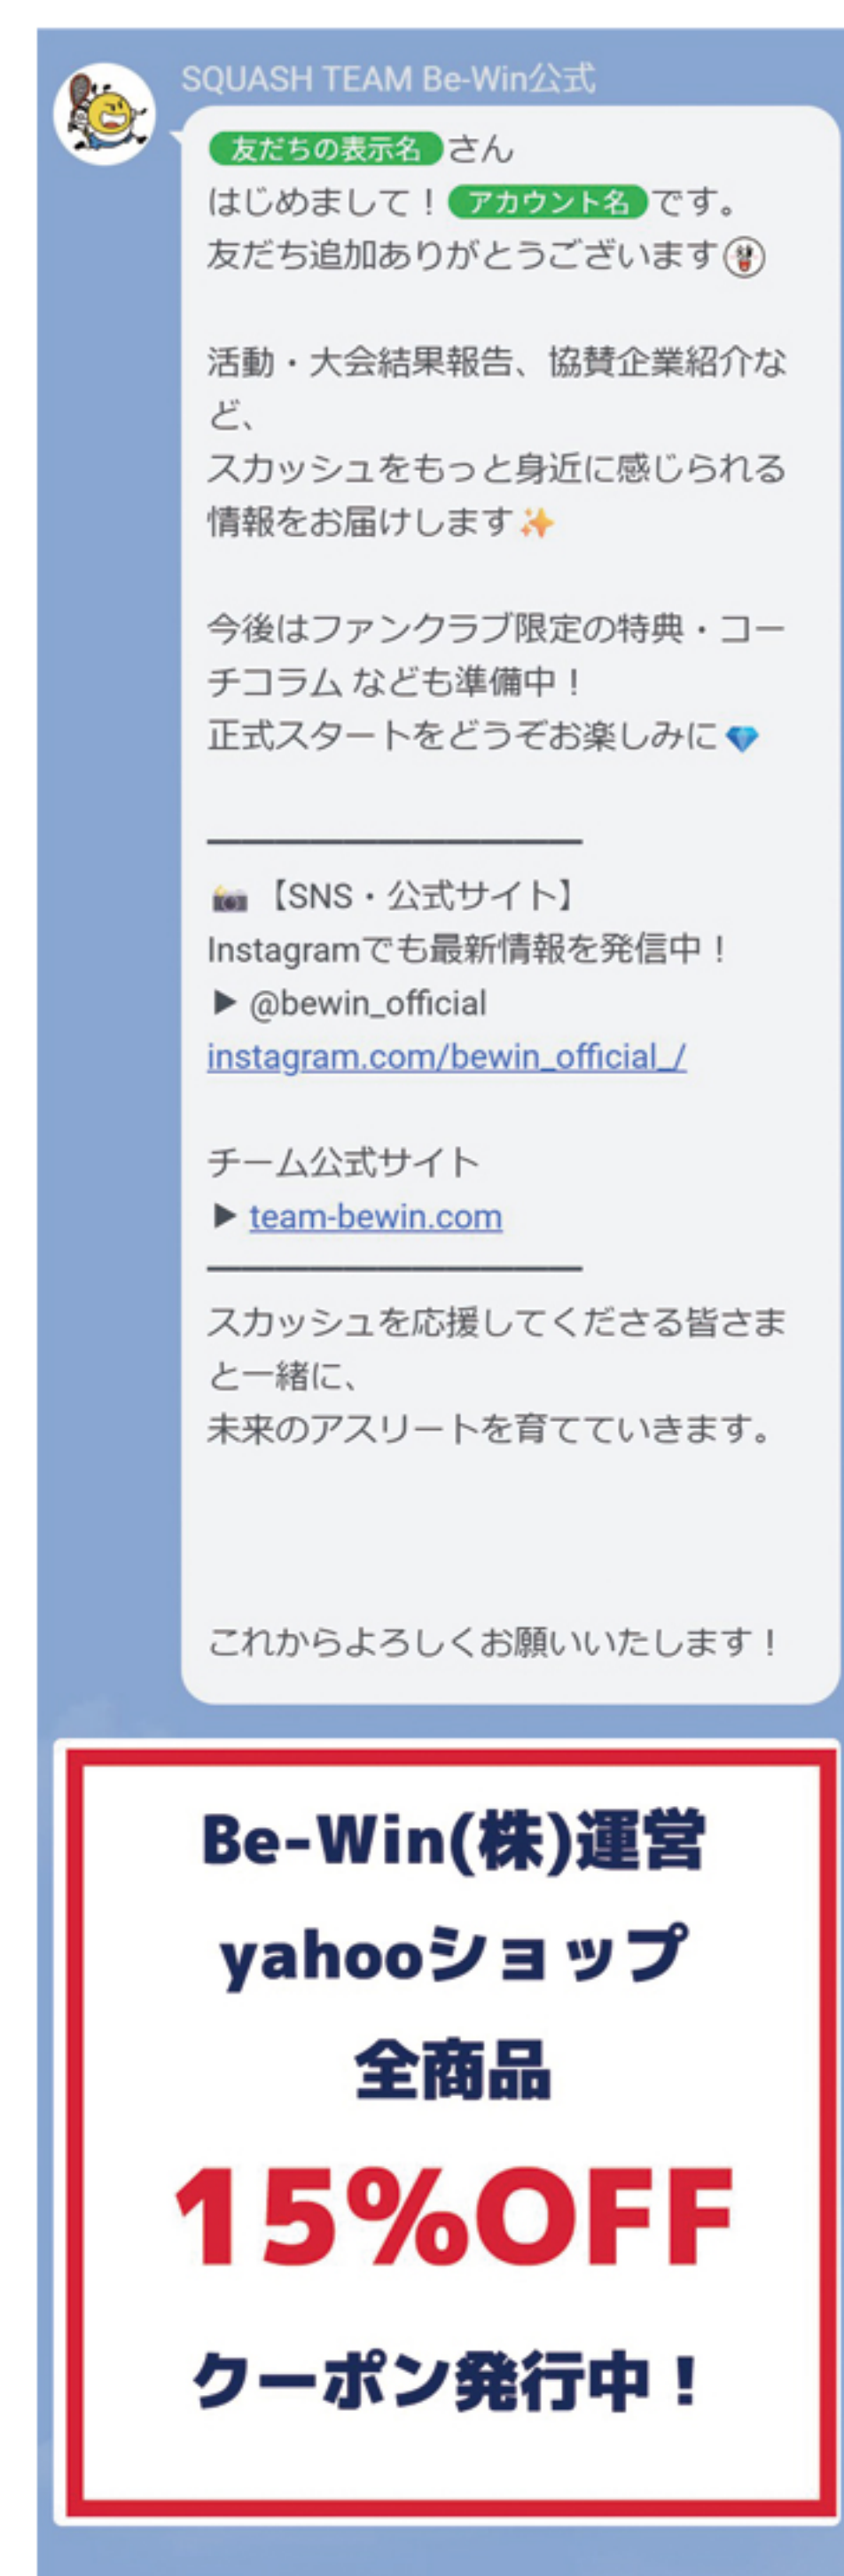 SQUASH TEAM Be-Win公式
友だちの表示名 さん
はじめまして！ アカウント名 です。
友だち追加ありがとうございます
活動・大会結果報告、協賛企業紹介な
ど、
スカッシュをもっと身近に感じられる
情報をお届けします✨
今後はファンクラブ限定の特典・コー
チコラム なども準備中！
正式スタートをどうぞお楽しみに💎
━━━━━━━━━━━
📸 【SNS・公式サイト】
Instagramでも最新情報を発信中！
▶ @bewin_official
instagram.com/bewin_official_/
チーム公式サイト
▶ team-bewin.com
━━━━━━━━━━━
スカッシュを応援してくださる皆さま
と一緒に、
未来のアスリートを育てていきます。
これからよろしくお願いいたします！
Be-Win(株)運営
yahooショップ
全商品
15%OFF
クーポン発行中！